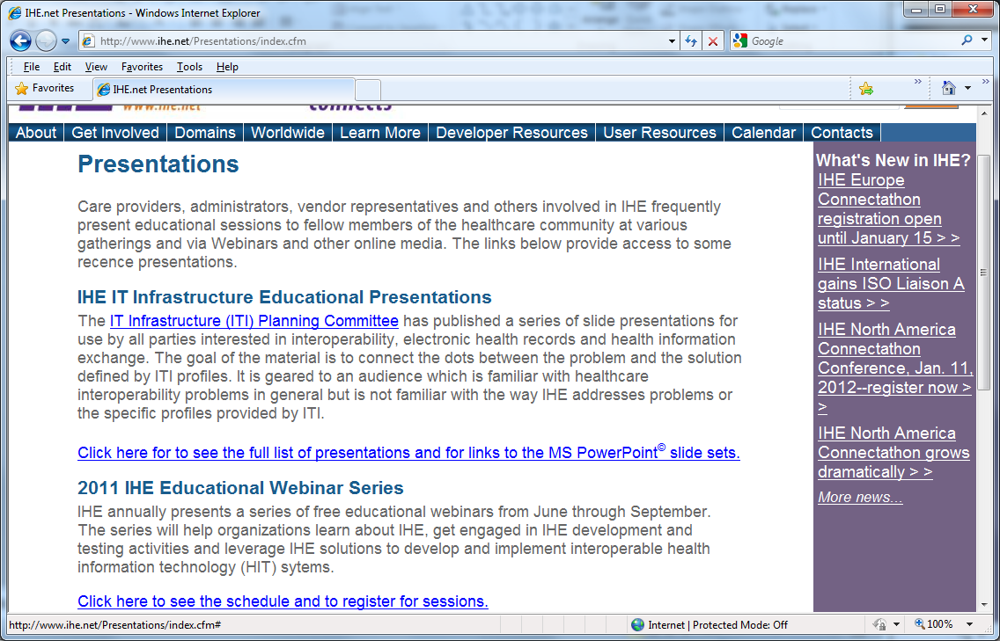 IHE.net Presentations - Windows Internet Explorer
http://www.ihe.net/Presentations/index.cfm
Google
File Edit View Favorites Tools Help
Favorites
IHE.net Presentations
www.ihe.net
connects
About Get Involved Domains Worldwide Learn More Developer Resources User Resources Calendar Contacts
Presentations
Care providers, administrators, vendor representatives and others involved in IHE frequently
present educational sessions to fellow members of the healthcare community at various
gatherings and via Webinars and other online media. The links below provide access to some
recence presentations.
IHE IT Infrastructure Educational Presentations
The IT Infrastructure (ITI) Planning Committee has published a series of slide presentations for
use by all parties interested in interoperability, electronic health records and health information
exchange. The goal of the material is to connect the dots between the problem and the solution
defined by ITI profiles. It is geared to an audience which is familiar with healthcare
interoperability problems in general but is not familiar with the way IHE addresses problems or
the specific profiles provided by ITI.
Click here for to see the full list of presentations and for links to the MS PowerPoint© slide sets.
2011 IHE Educational Webinar Series
IHE annually presents a series of free educational webinars from June through September.
The series will help organizations learn about IHE, get engaged in IHE development and
testing activities and leverage IHE solutions to develop and implement interoperable health
information technology (HIT) sytems.
Click here to see the schedule and to register for sessions.
What's New in IHE?
IHE Europe
Connectathon
registration open
until January 15 > >
IHE International
gains ISO Liaison A
status > >
IHE North America
Connectathon
Conference, Jan. 11,
2012--register now >
>
IHE North America
Connectathon grows
dramatically > >
More news...
http://www.ihe.net/Presentations/index.cfm#
Internet | Protected Mode: Off
100%